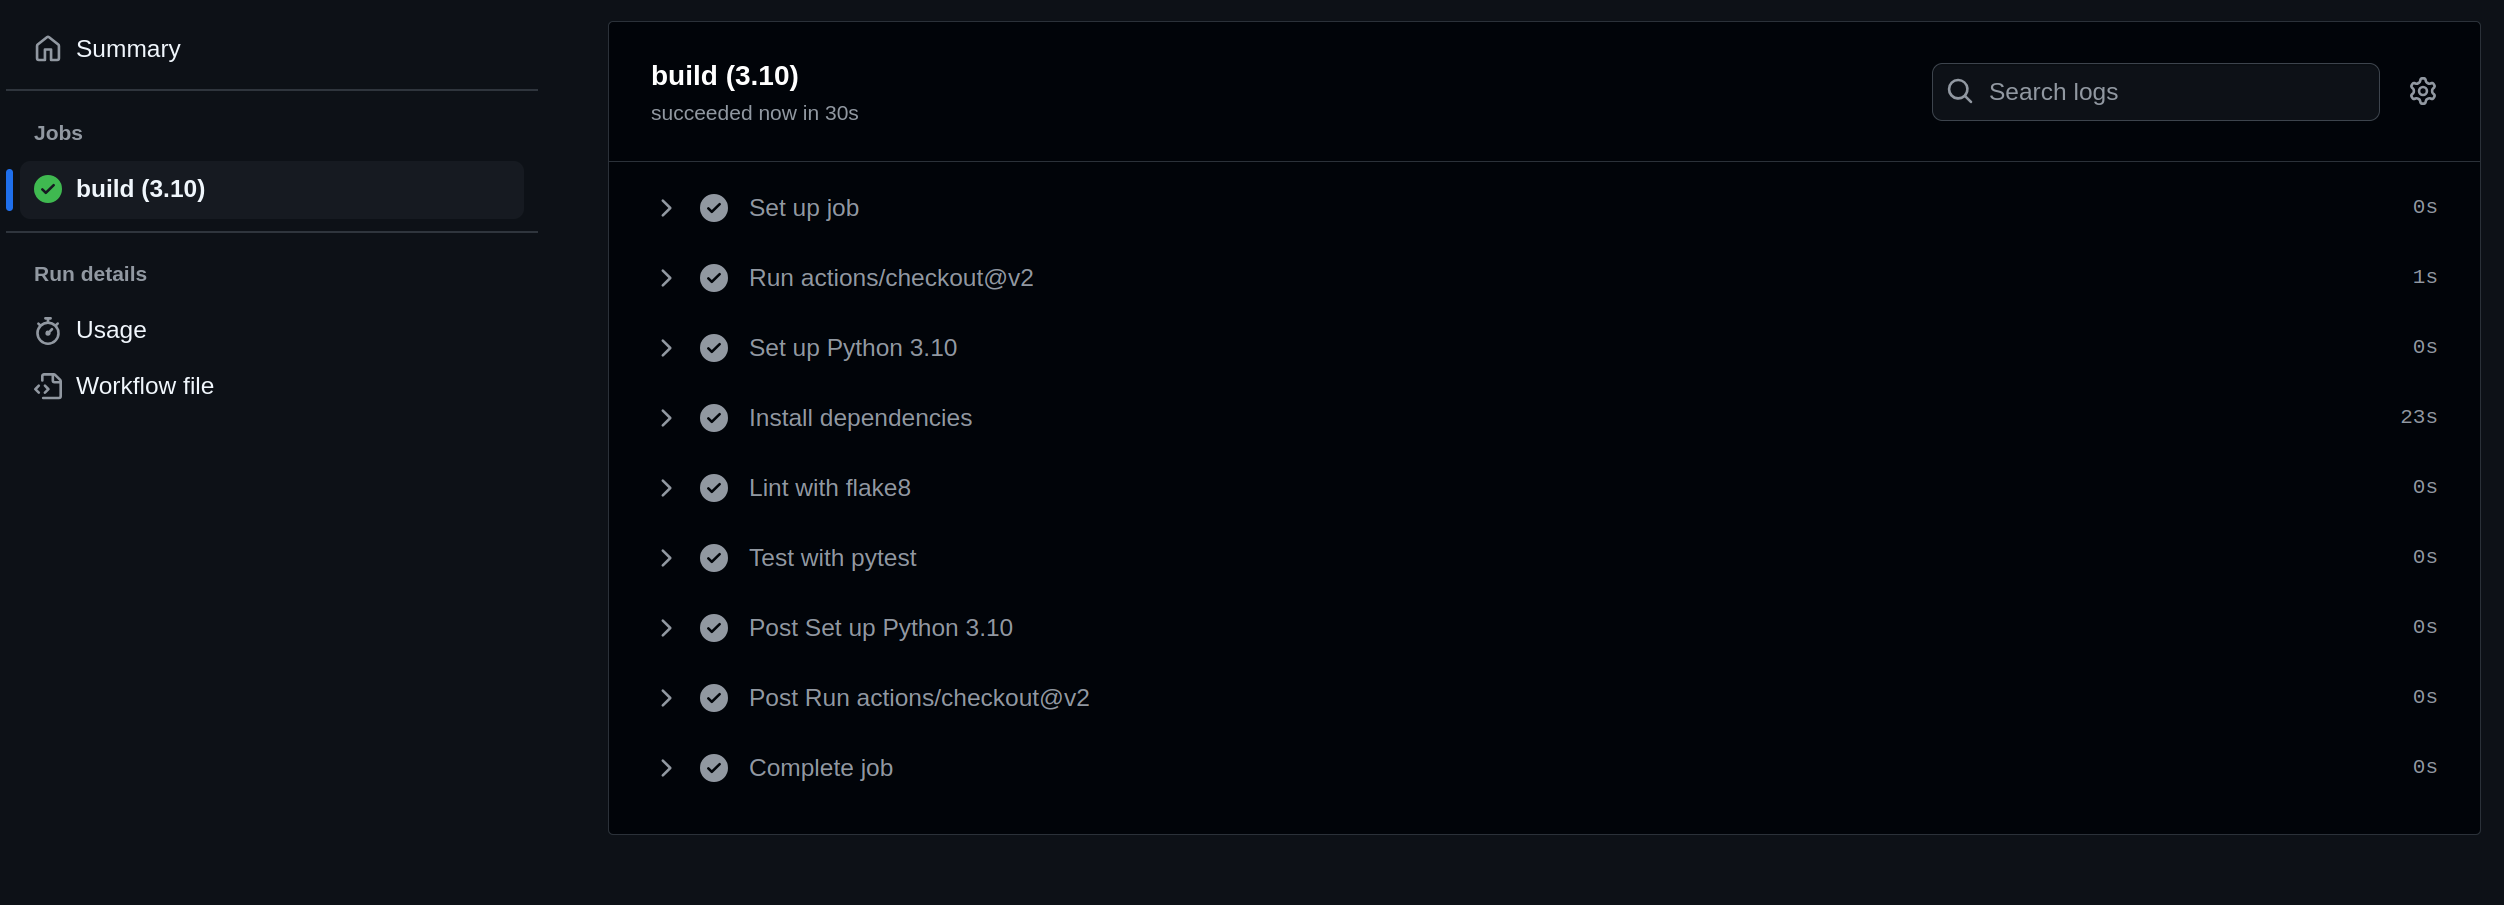 Summary
Jobs
build (3.10)
Run details
Usage
Workflow file
build (3.10)
succeeded now in 30s
Search logs
Set up job 0s
Run actions/checkout@v2 1s
Set up Python 3.10 0s
Install dependencies 23s
Lint with flake8 0s
Test with pytest 0s
Post Set up Python 3.10 0s
Post Run actions/checkout@v2 0s
Complete job 0s